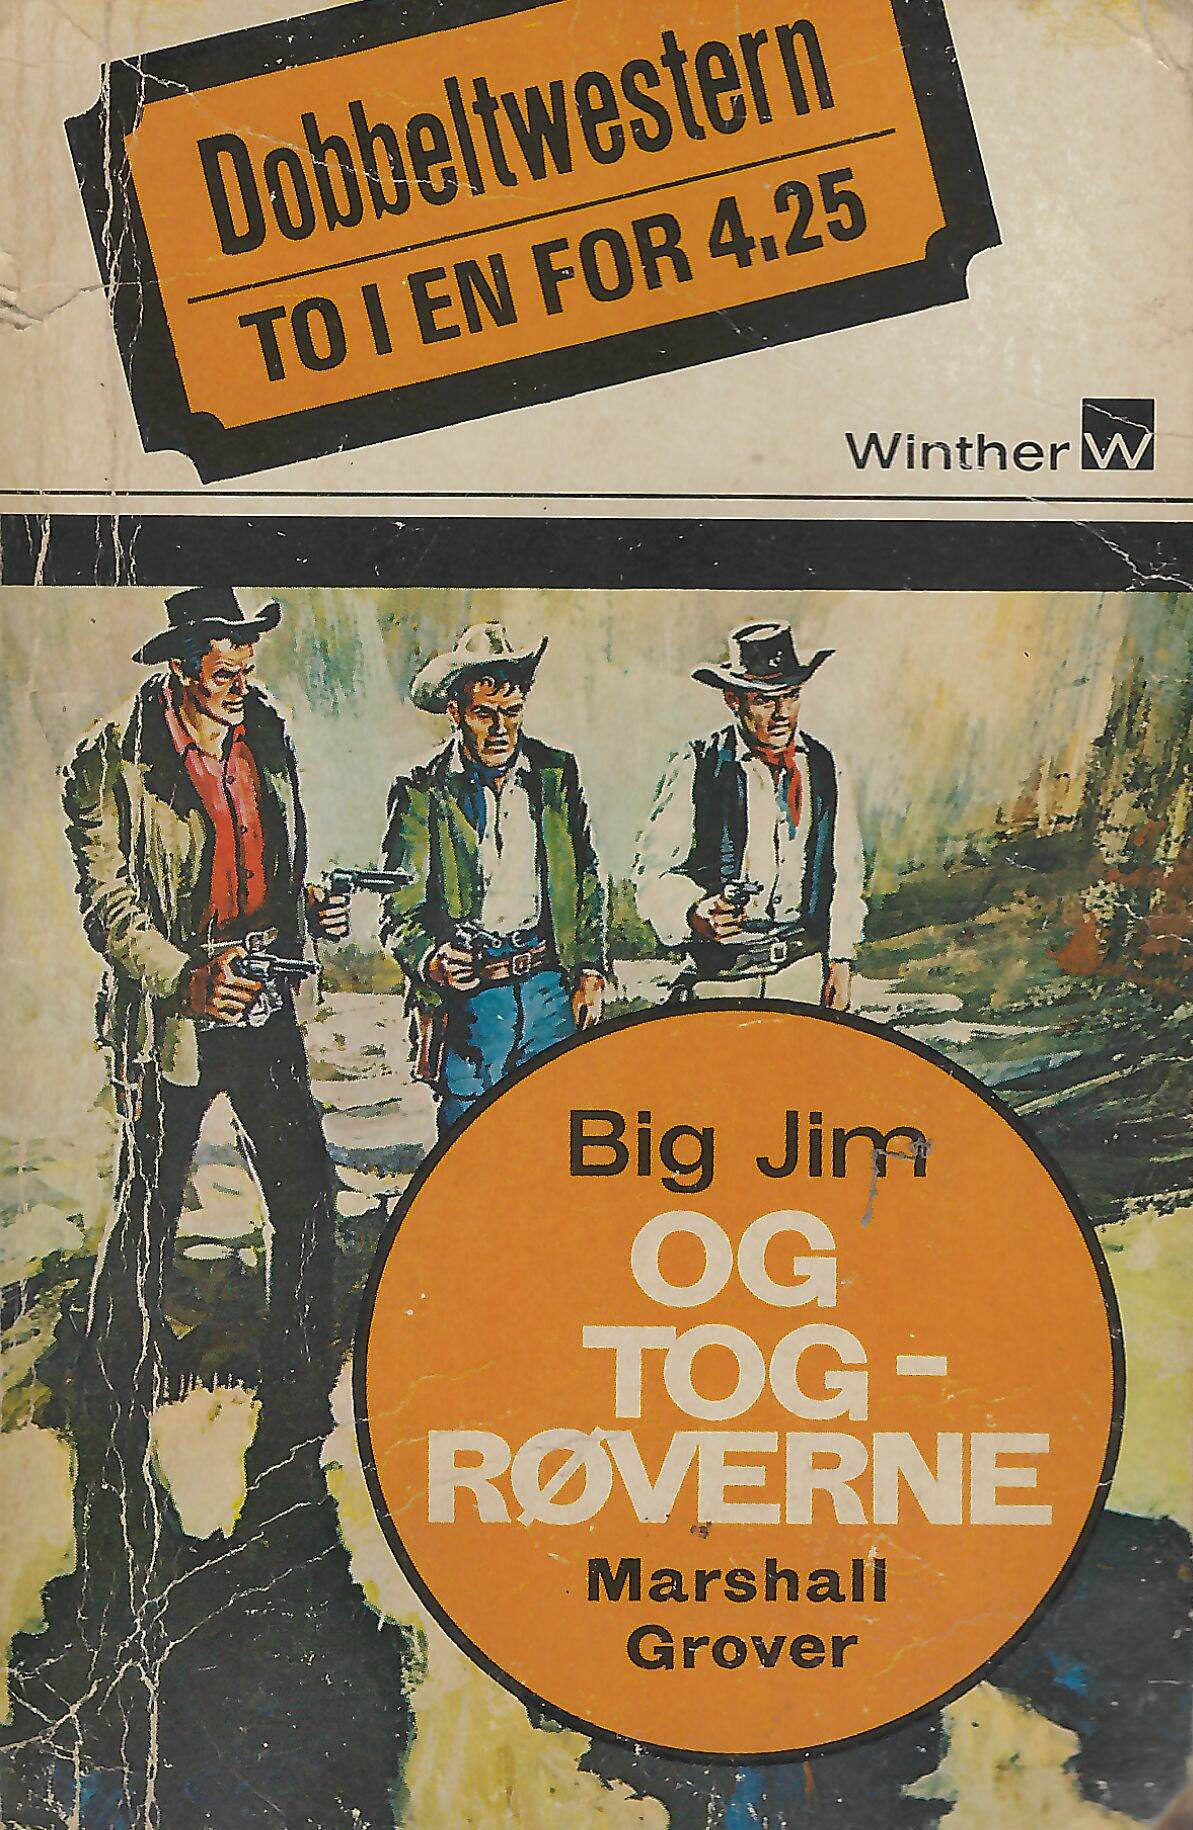 Dobbeltwestern
TO I EN FOR 4.25
Winther W
Big Jim
OG
TOG-
RØVERNE
Marshall
Grover